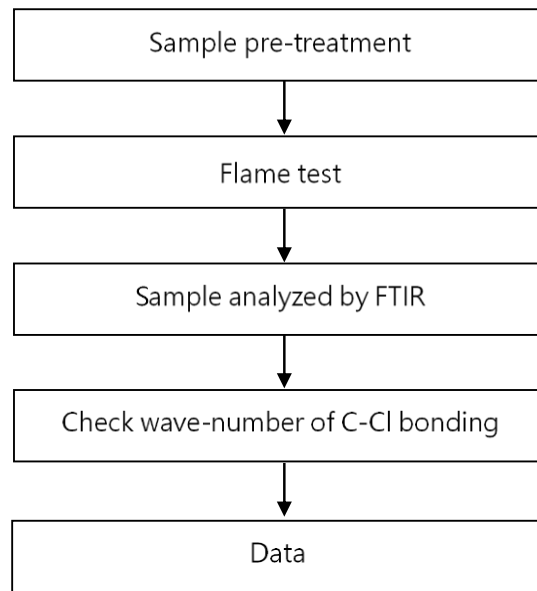 Sample pre-treatment
Flame test
Sample analyzed by FTIR
Check wave-number of C-Cl bonding
Data